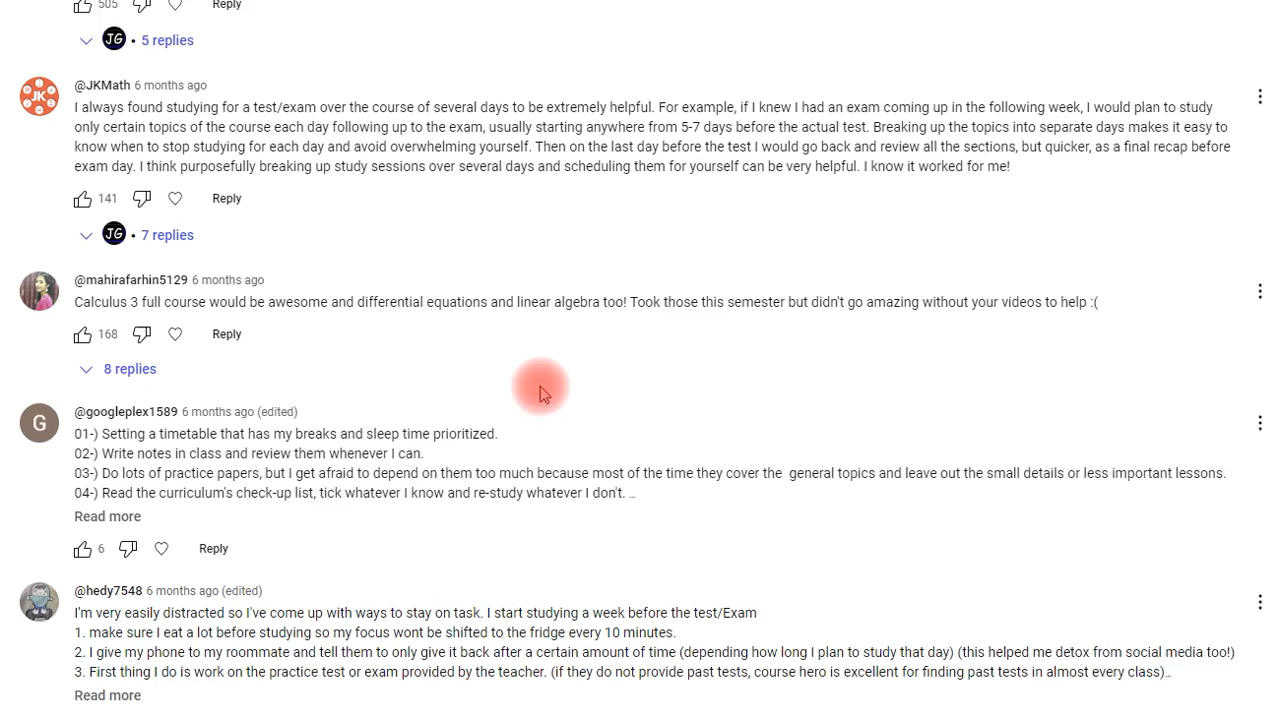 505 Reply
JG • 5 replies
JK
@JKMath 6 months ago
I always found studying for a test/exam over the course of several days to be extremely helpful. For example, if I knew I had an exam coming up in the following week, I would plan to study
only certain topics of the course each day following up to the exam, usually starting anywhere from 5-7 days before the actual test. Breaking up the topics into separate days makes it easy to
know when to stop studying for each day and avoid overwhelming yourself. Then on the last day before the test I would go back and review all the sections, but quicker, as a final recap before
exam day. I think purposefully breaking up study sessions over several days and scheduling them for yourself can be very helpful. I know it worked for me!
141 Reply
JG • 7 replies
@mahirafarhin5129 6 months ago
Calculus 3 full course would be awesome and differential equations and linear algebra too! Took those this semester but didn't go amazing without your videos to help :(
168 Reply
8 replies
G
@googleplex1589 6 months ago (edited)
01-) Setting a timetable that has my breaks and sleep time prioritized.
02-) Write notes in class and review them whenever I can.
03-) Do lots of practice papers, but I get afraid to depend on them too much because most of the time they cover the general topics and leave out the small details or less important lessons.
04-) Read the curriculum's check-up list, tick whatever I know and re-study whatever I don't. ...
Read more
6 Reply
@hedy7548 6 months ago (edited)
I'm very easily distracted so I've come up with ways to stay on task. I start studying a week before the test/Exam
1. make sure I eat a lot before studying so my focus wont be shifted to the fridge every 10 minutes.
2. I give my phone to my roommate and tell them to only give it back after a certain amount of time (depending how long I plan to study that day) (this helped me detox from social media too!)
3. First thing I do is work on the practice test or exam provided by the teacher. (if they do not provide past tests, course hero is excellent for finding past tests in almost every class)...
Read more